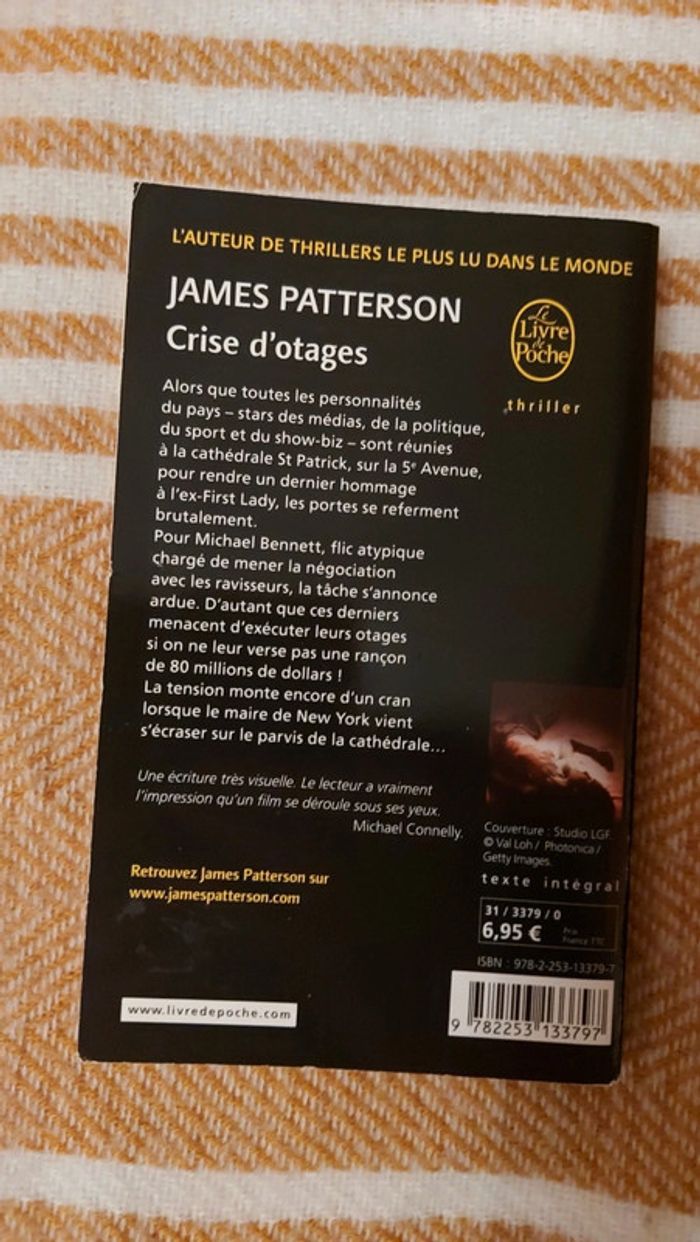 L'AUTEUR DE THRILLERS LE PLUS LU DANS LE MONDE
JAMES PATTERSON
Crise d'otages
Le
Livre
de
Poche
thriller
Alors que toutes les personnalités
du pays – stars des médias, de la politique,
du sport et du show-biz – sont réunies
à la cathédrale St Patrick, sur la 5e Avenue,
pour rendre un dernier hommage
à l'ex-First Lady, les portes se referment
brutalement.
Pour Michael Bennett, flic atypique
chargé de mener la négociation
avec les ravisseurs, la tâche s'annonce
ardue. D'autant que ces derniers
menacent d'exécuter leurs otages
si on ne leur verse pas une rançon
de 80 millions de dollars !
La tension monte encore d'un cran
lorsque le maire de New York vient
s'écraser sur le parvis de la cathédrale...
Une écriture très visuelle. Le lecteur a vraiment
l'impression qu'un film se déroule sous ses yeux.
Michael Connelly.
Retrouvez James Patterson sur
www.jamespatterson.com
www.livredepoche.com
Couverture : Studio LGF.
© Val Loh / Photonica /
Getty Images.
texte intégral
31 / 3379 / 0
6,95 €
Prix
France TTC
ISBN : 978-2-253-13379-7
9 782253 133797